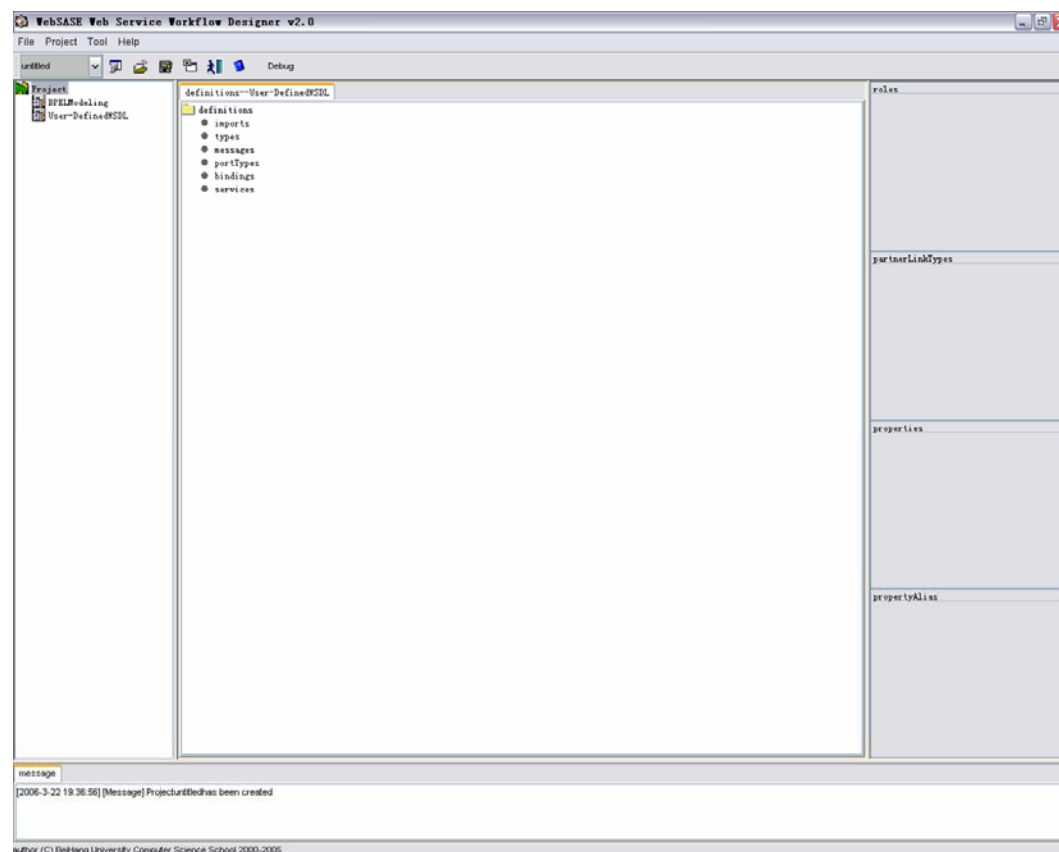 WebSASE Web Service Workflow Designer v2.0
File Project Tool Help
untitled Debug
Project
BPELModeling
User-DefinedWSDL
definitions--User-DefinedWSDL
definitions
imports
types
messages
portTypes
bindings
services
roles
partnerLinkTypes
properties
propertyAlias
message
[2006-3-22 19:36:56] [Message] Projectuntitledhas been created
author (C) BeiHang University Computer Science School 2000-2005